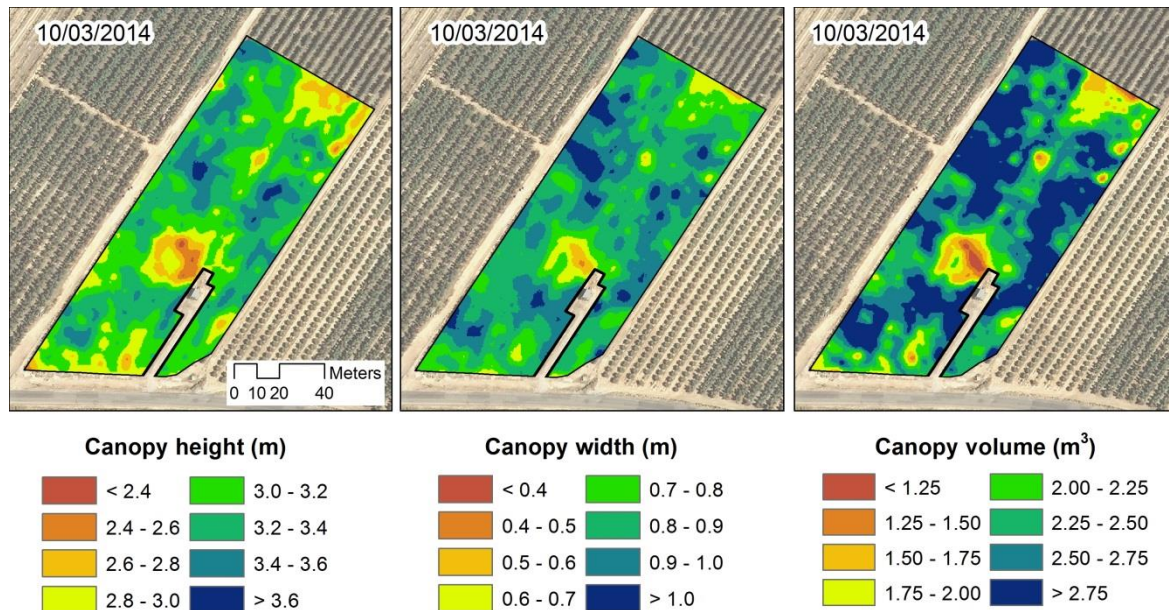 10/03/2014
10/03/2014
10/03/2014
Meters
0 10 20 40
Canopy height (m)
< 2.4
3.0 - 3.2
2.4 - 2.6
3.2 - 3.4
2.6 - 2.8
3.4 - 3.6
2.8 - 3.0
> 3.6
Canopy width (m)
< 0.4
0.7 - 0.8
0.4 - 0.5
0.8 - 0.9
0.5 - 0.6
0.9 - 1.0
0.6 - 0.7
> 1.0
Canopy volume (m³)
< 1.25
2.00 - 2.25
1.25 - 1.50
2.25 - 2.50
1.50 - 1.75
2.50 - 2.75
1.75 - 2.00
> 2.75